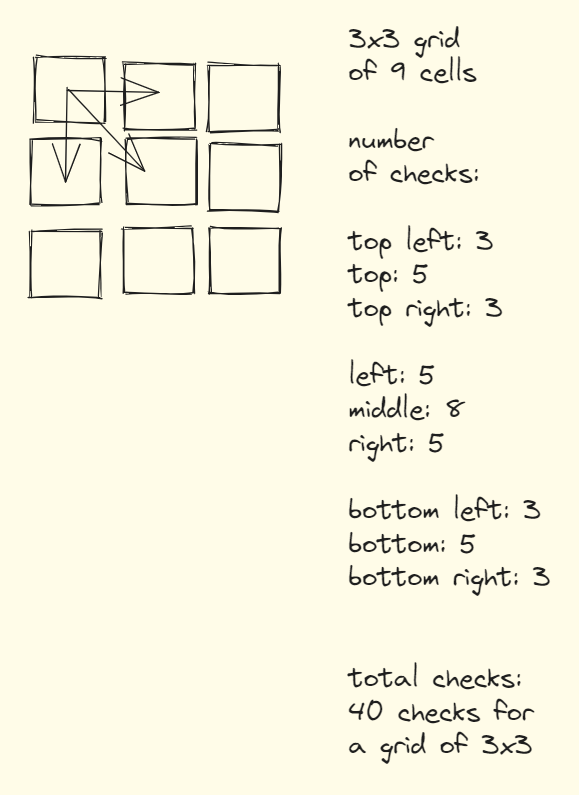 3x3 grid
of 9 cells
number
of checks:
top left: 3
top: 5
top right: 3
left: 5
middle: 8
right: 5
bottom left: 3
bottom: 5
bottom right: 3
total checks:
40 checks for
a grid of 3x3